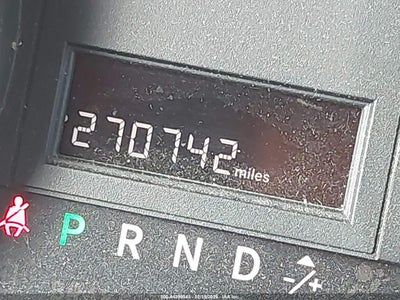 270742 miles
P R N D -/+